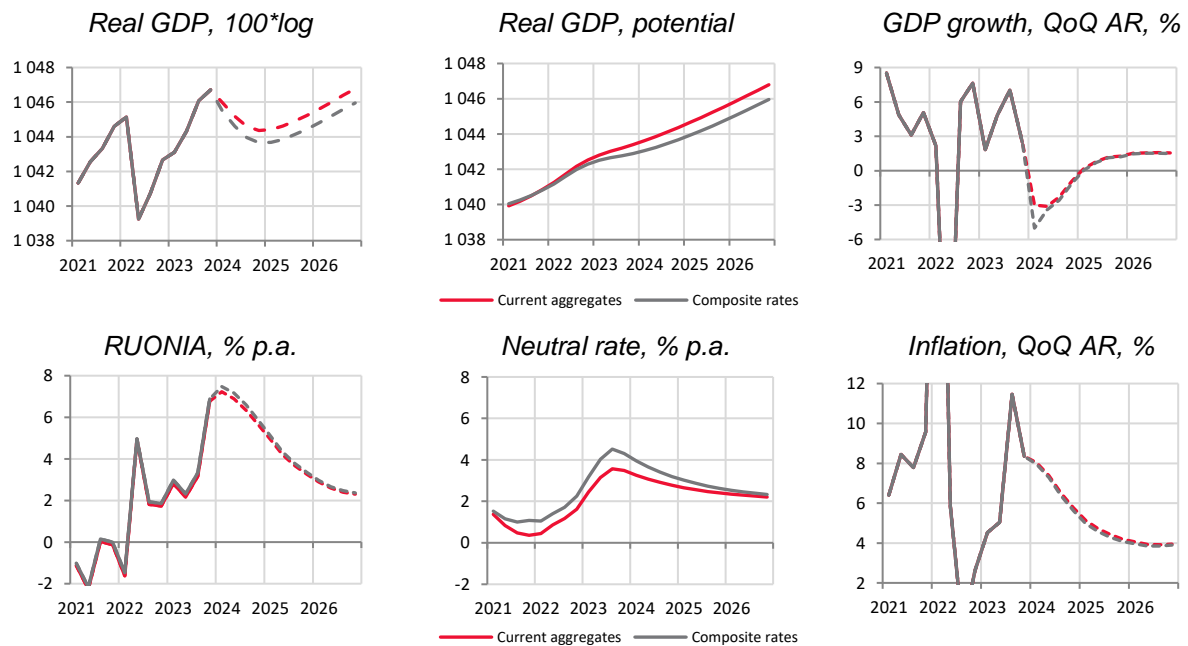 Real GDP, 100*log
1 048
1 046
1 044
1 042
1 040
1 038
2021 2022 2023 2024 2025 2026
Real GDP, potential
1 048
1 046
1 044
1 042
1 040
1 038
2021 2022 2023 2024 2025 2026
Current aggregates Composite rates
GDP growth, QoQ AR, %
9
6
3
0
-3
-6
2021 2022 2023 2024 2025 2026
RUONIA, % p.a.
8
6
4
2
0
-2
2021 2022 2023 2024 2025 2026
Neutral rate, % p.a.
8
6
4
2
0
-2
2021 2022 2023 2024 2025 2026
Current aggregates Composite rates
Inflation, QoQ AR, %
12
10
8
6
4
2
2021 2022 2023 2024 2025 2026